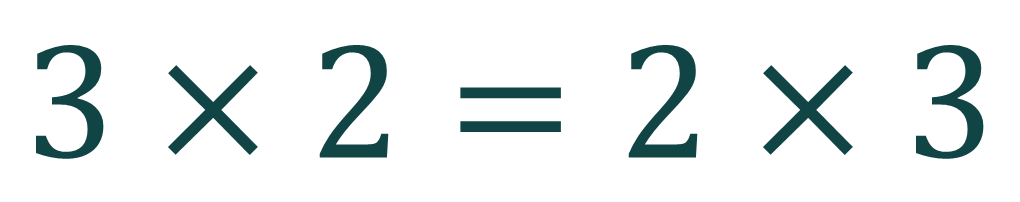 3 × 2 = 2 × 3